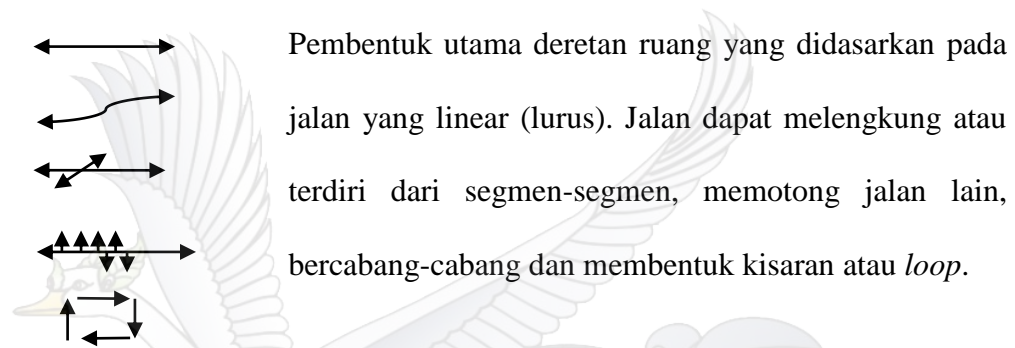 Pembentuk utama deretan ruang yang didasarkan pada
jalan yang linear (lurus). Jalan dapat melengkung atau
terdiri dari segmen-segmen, memotong jalan lain,
bercabang-cabang dan membentuk kisaran atau loop.